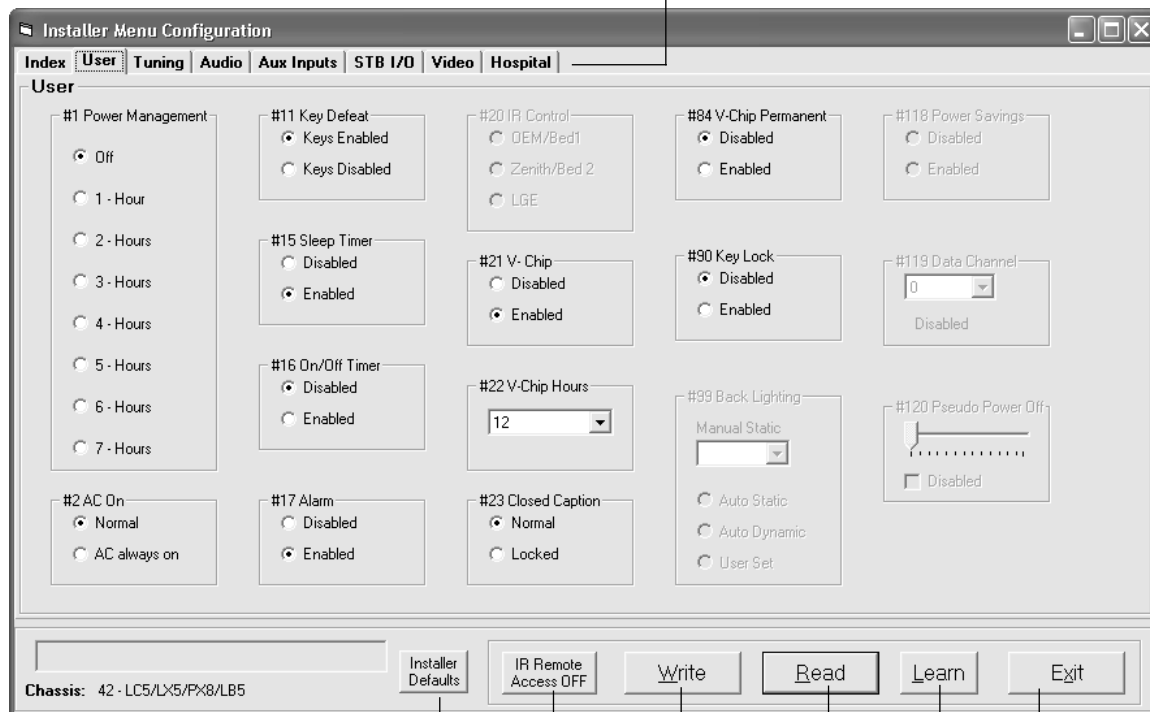 Installer Menu Configuration
Index User Tuning Audio Aux Inputs STB I/O Video Hospital
User
#1 Power Management
Off
1 - Hour
2 - Hours
3 - Hours
4 - Hours
5 - Hours
6 - Hours
7 - Hours
#2 AC On
Normal
AC always on
#11 Key Defeat
Keys Enabled
Keys Disabled
#15 Sleep Timer
Disabled
Enabled
#16 On/Off Timer
Disabled
Enabled
#17 Alarm
Disabled
Enabled
#20 IR Control
OEM/Bed1
Zenith/Bed 2
LGE
#21 V- Chip
Disabled
Enabled
#22 V-Chip Hours
12
#23 Closed Caption
Normal
Locked
#84 V-Chip Permanent
Disabled
Enabled
#90 Key Lock
Disabled
Enabled
#99 Back Lighting
Manual Static
Auto Static
Auto Dynamic
User Set
#118 Power Savings
Disabled
Enabled
#119 Data Channel
0
Disabled
#120 Pseudo Power Off
Disabled
Chassis: 42 - LC5/LX5/PX8/LB5
Installer
Defaults
IR Remote
Access OFF
Write
Read
Learn
Exit